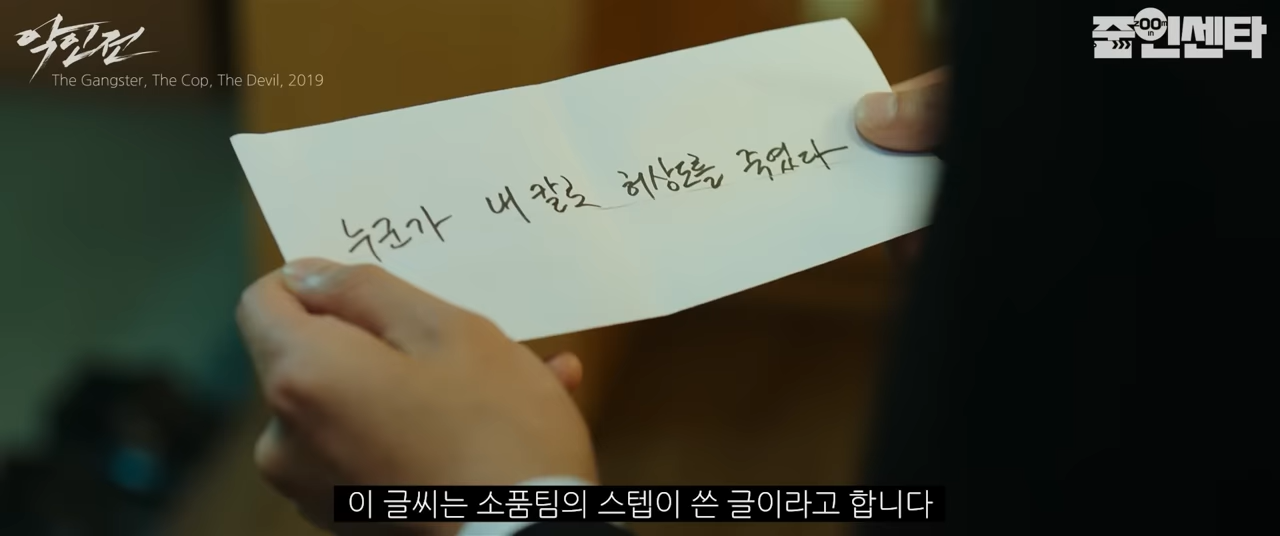 악인전
The Gangster, The Cop, The Devil, 2019
ZOOM in
줌인센타
누군가 내 칼로 허상도를 죽였다
이 글씨는 소품팀의 스텝이 쓴 글이라고 합니다